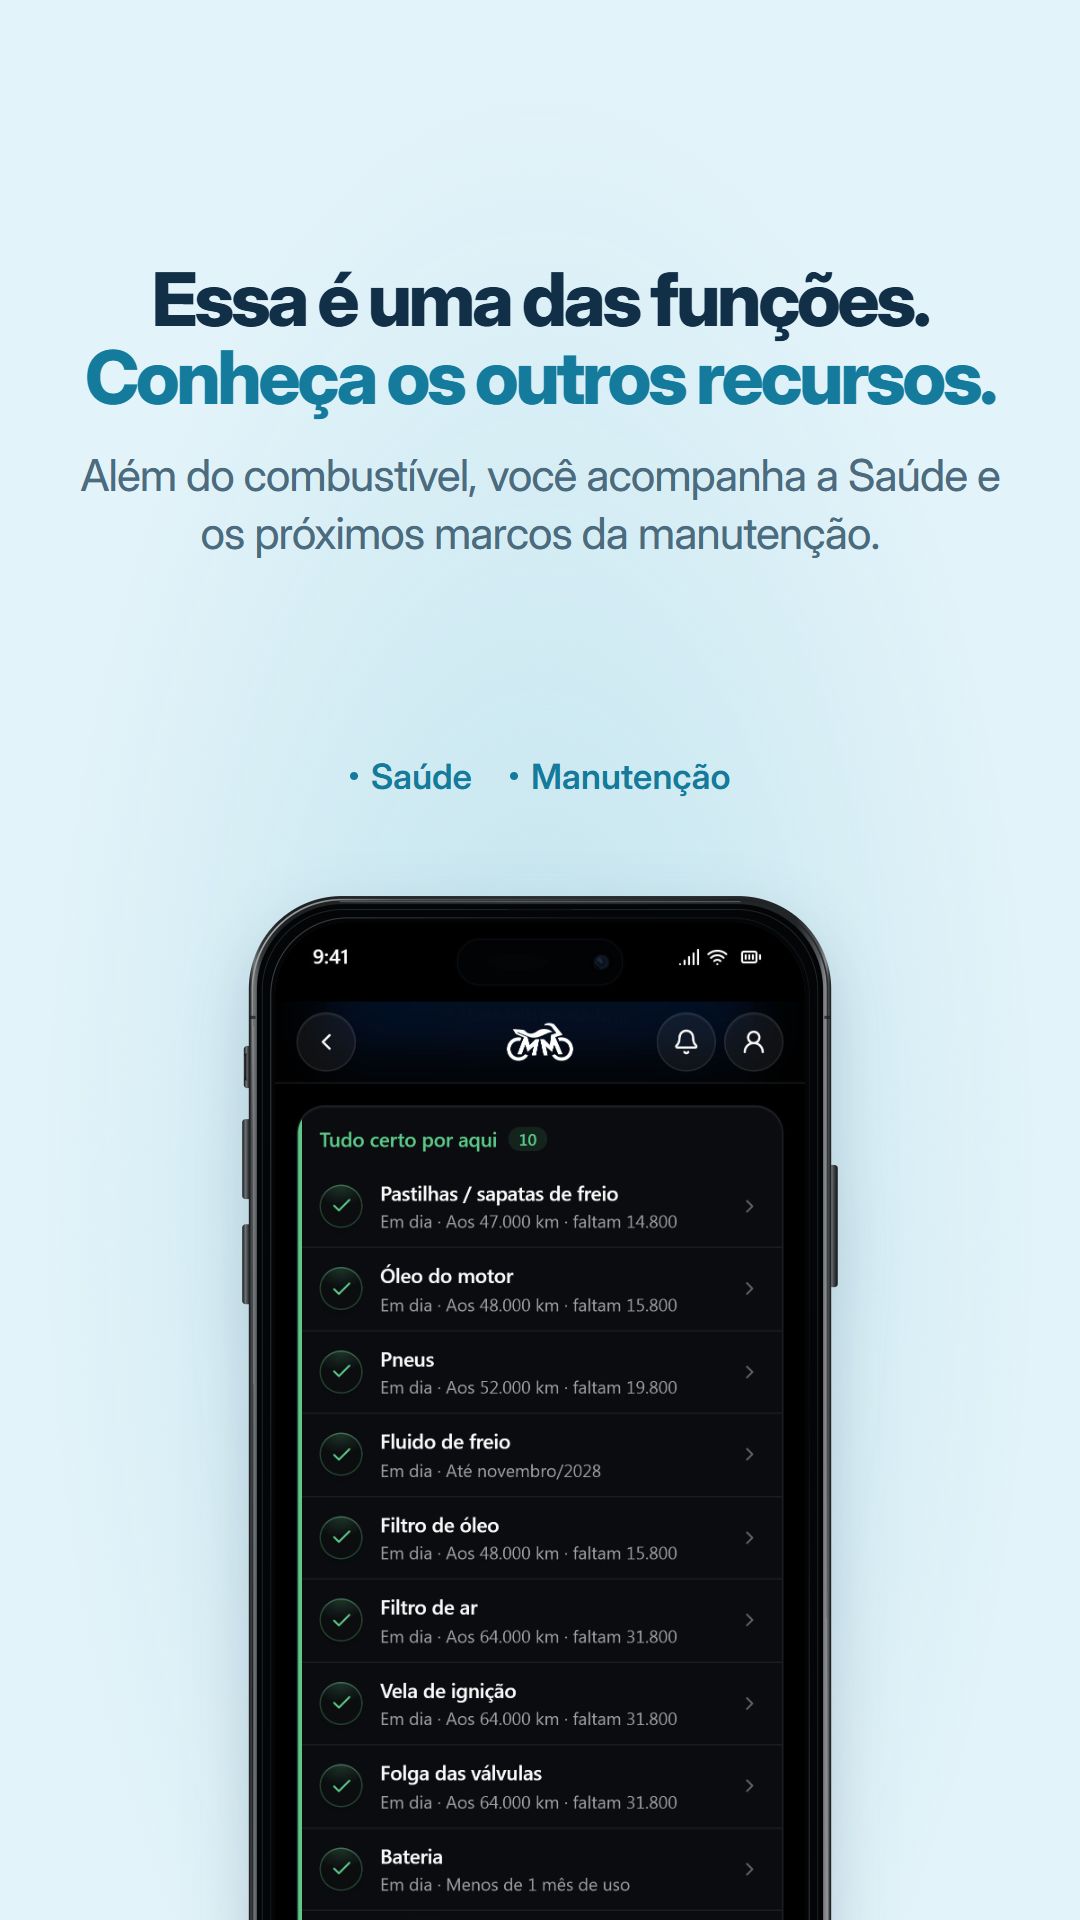 Essa é uma das funções.
Conheça os outros recursos.
Além do combustível, você acompanha a Saúde e
os próximos marcos da manutenção.
• Saúde • Manutenção
9:41
MM
Tudo certo por aqui 10
Pastilhas / sapatas de freio
Em dia · Aos 47.000 km · faltam 14.800
Óleo do motor
Em dia · Aos 48.000 km · faltam 15.800
Pneus
Em dia · Aos 52.000 km · faltam 19.800
Fluido de freio
Em dia · Até novembro/2028
Filtro de óleo
Em dia · Aos 48.000 km · faltam 15.800
Filtro de ar
Em dia · Aos 64.000 km · faltam 31.800
Vela de ignição
Em dia · Aos 64.000 km · faltam 31.800
Folga das válvulas
Em dia · Aos 64.000 km · faltam 31.800
Bateria
Em dia · Menos de 1 mês de uso